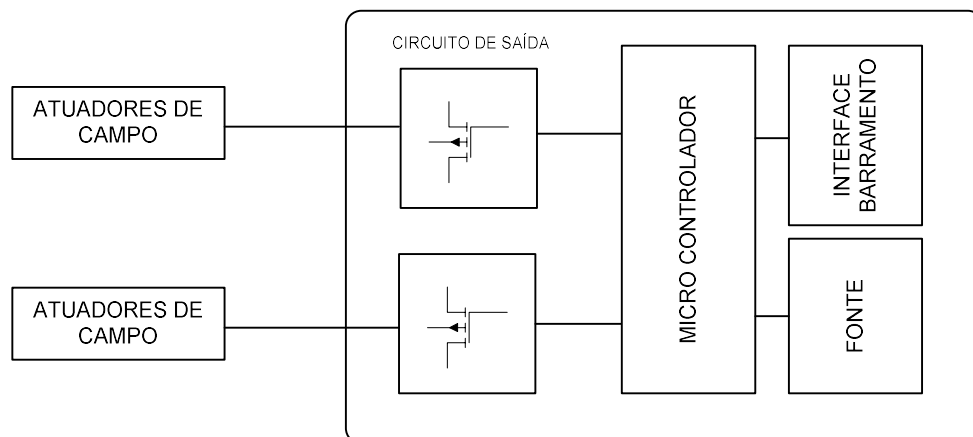 CIRCUITO DE SAÍDA
ATUADORES DE
CAMPO
ATUADORES DE
CAMPO
MICRO CONTROLADOR
INTERFACE
BARRAMENTO
FONTE